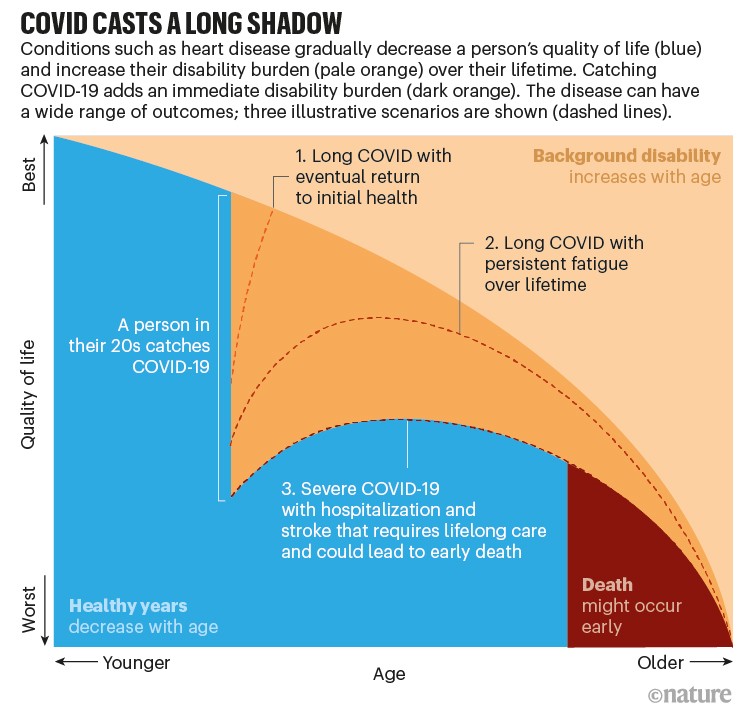 COVID CASTS A LONG SHADOW
Conditions such as heart disease gradually decrease a person's quality of life (blue)
and increase their disability burden (pale orange) over their lifetime. Catching
COVID-19 adds an immediate disability burden (dark orange). The disease can have
a wide range of outcomes; three illustrative scenarios are shown (dashed lines).
Best
1. Long COVID with
eventual return
to initial health
Background disability
increases with age
2. Long COVID with
persistent fatigue
over lifetime
A person in
their 20s catches
COVID-19
Quality of life
3. Severe COVID-19
with hospitalization and
stroke that requires lifelong care
and could lead to early death
Worst
Healthy years
decrease with age
Death
might occur
early
Younger
Age
Older
©nature